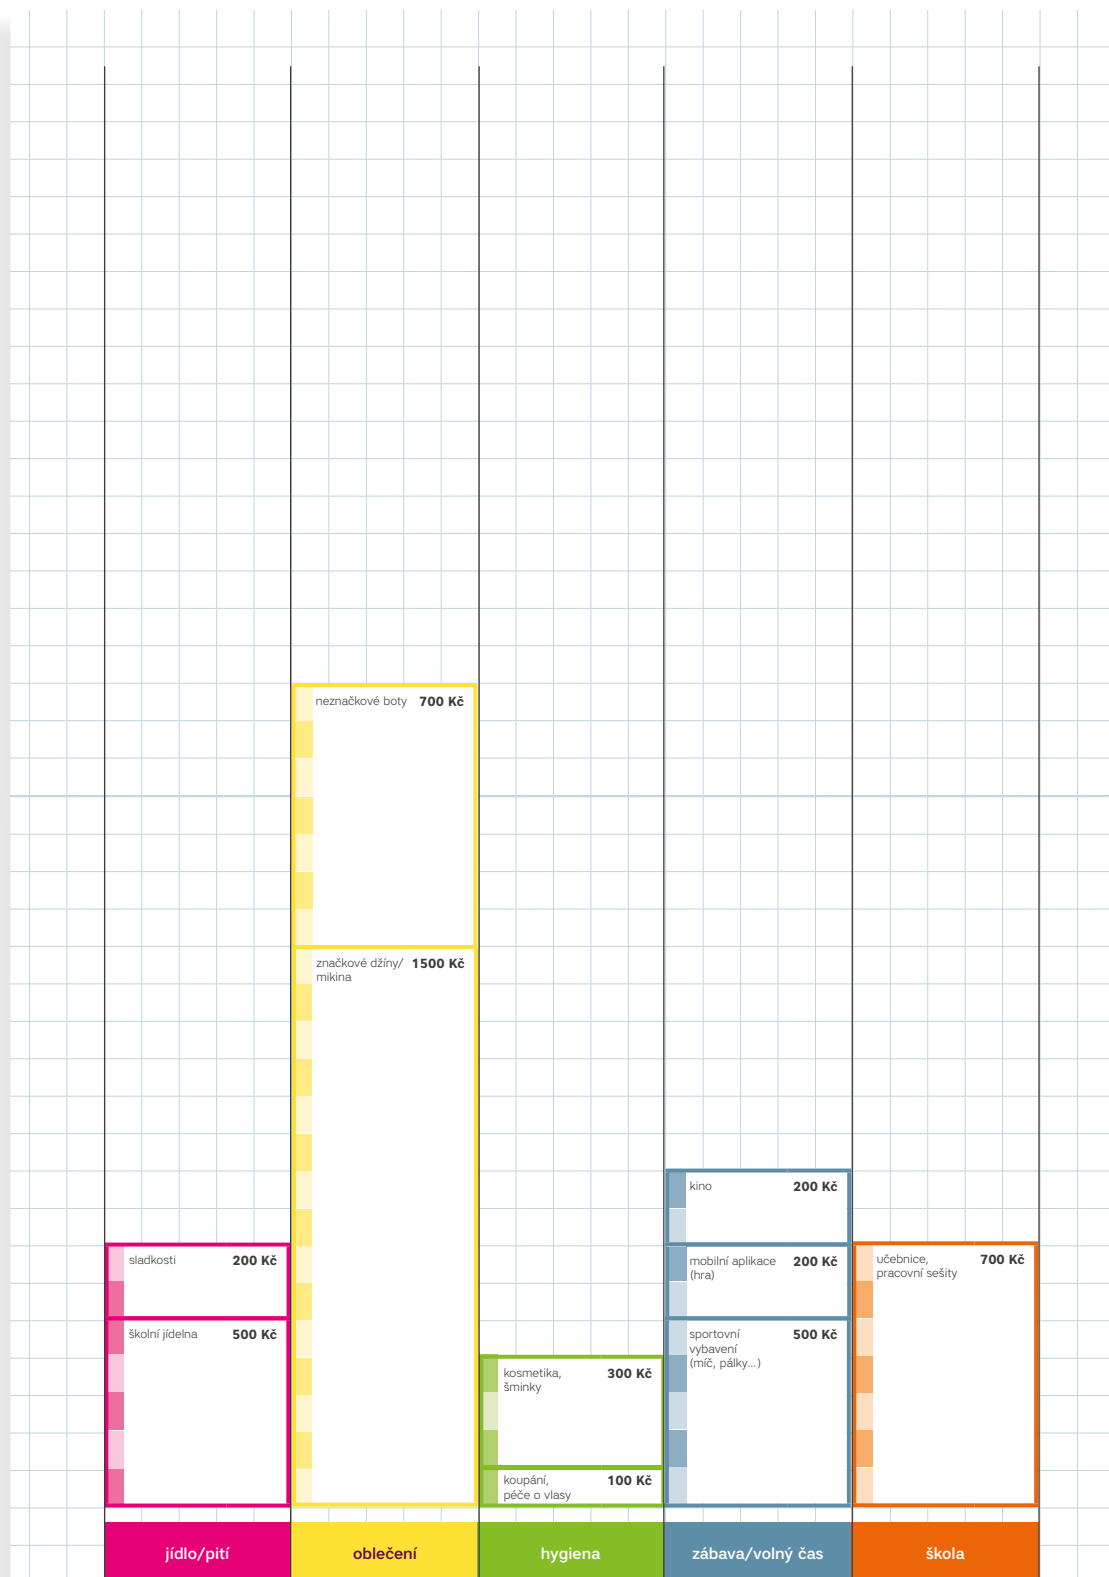 neznačkové boty 700 Kč
značkové džíny/ 1500 Kč
mikina
kino 200 Kč
sladkosti 200 Kč
mobilní aplikace 200 Kč
(hra)
učebnice, 700 Kč
pracovní sešity
školní jídelna 500 Kč
sportovní 500 Kč
vybavení
(míč, pálky...)
kosmetika, 300 Kč
šminky
koupání, 100 Kč
péče o vlasy
jídlo/pití
oblečení
hygiena
zábava/volný čas
škola